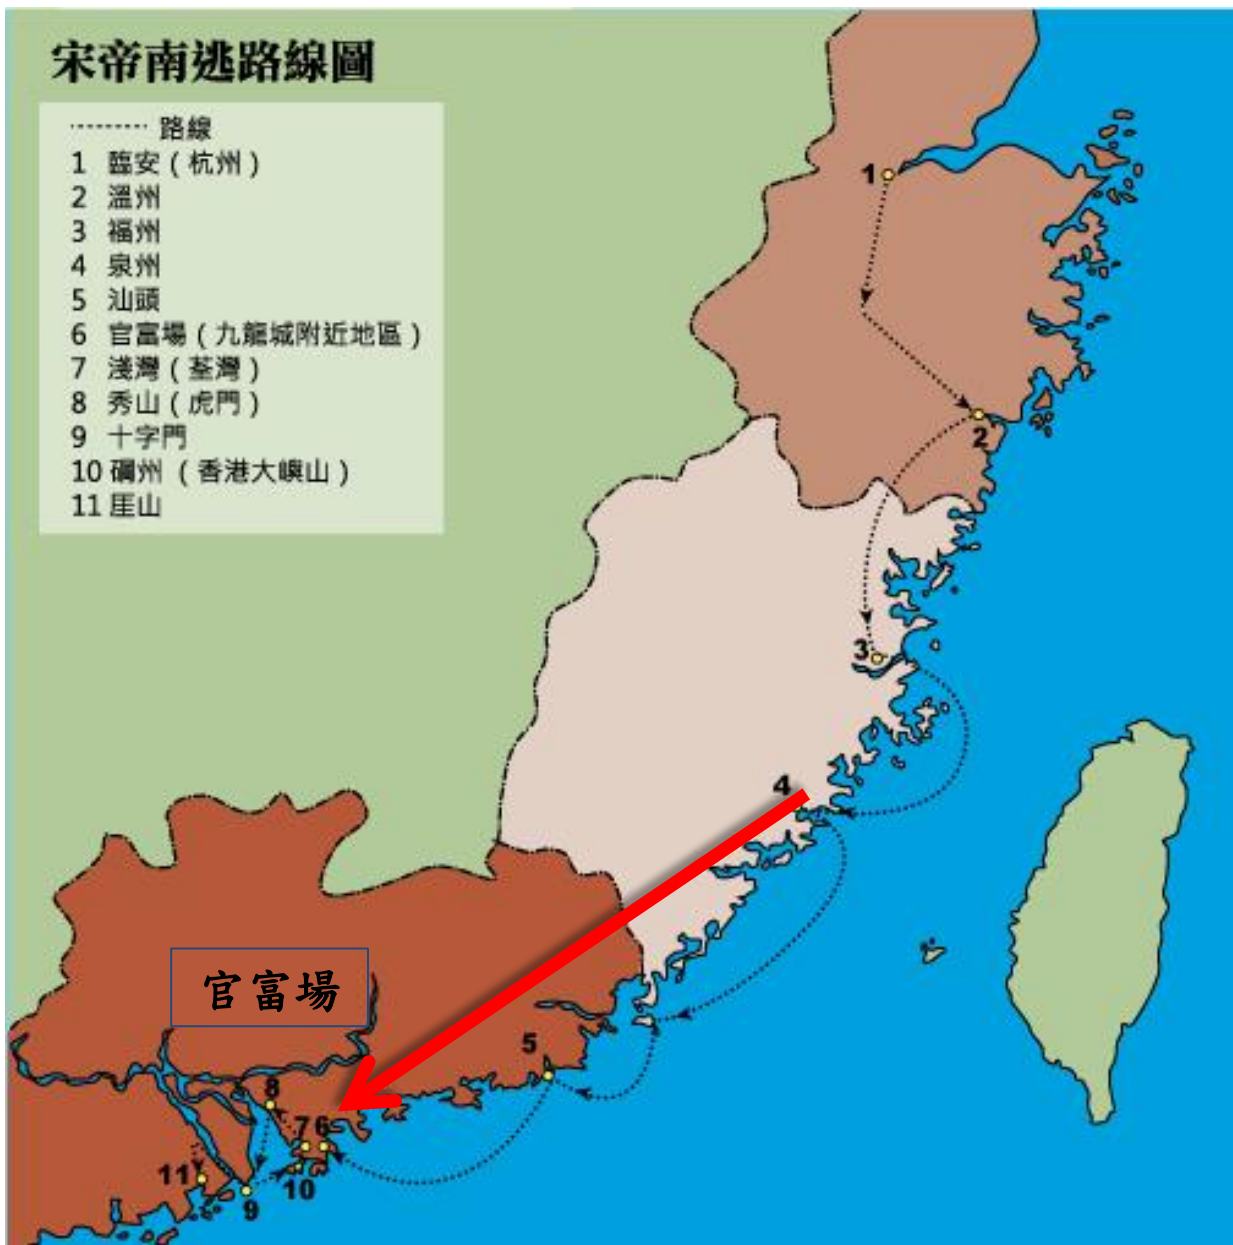 宋帝南逃路線圖
路線
1 臨安（杭州）
2 溫州
3 福州
4 泉州
5 汕頭
6 官富場（九龍城附近地區）
7 淺灣（荃灣）
8 秀山（虎門）
9 十字門
10 碙州（香港大嶼山）
11 厓山
1
2
3
4
官富場
5
8
7 6
11
10
9